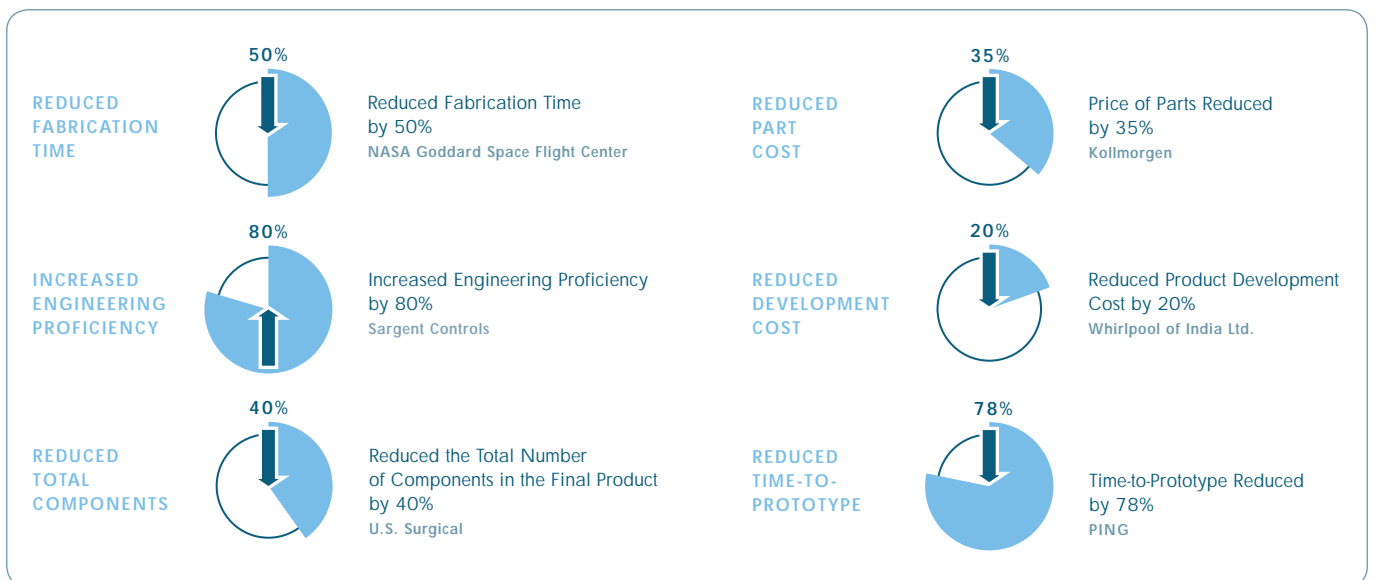 50%
REDUCED
FABRICATION
TIME
Reduced Fabrication Time
by 50%
NASA Goddard Space Flight Center
35%
REDUCED
PART
COST
Price of Parts Reduced
by 35%
Kollmorgen
80%
INCREASED
ENGINEERING
PROFICIENCY
Increased Engineering Proficiency
by 80%
Sargent Controls
20%
REDUCED
DEVELOPMENT
COST
Reduced Product Development
Cost by 20%
Whirlpool of India Ltd.
40%
REDUCED
TOTAL
COMPONENTS
Reduced the Total Number
of Components in the Final Product
by 40%
U.S. Surgical
78%
REDUCED
TIME-TO-
PROTOTYPE
Time-to-Prototype Reduced
by 78%
PING